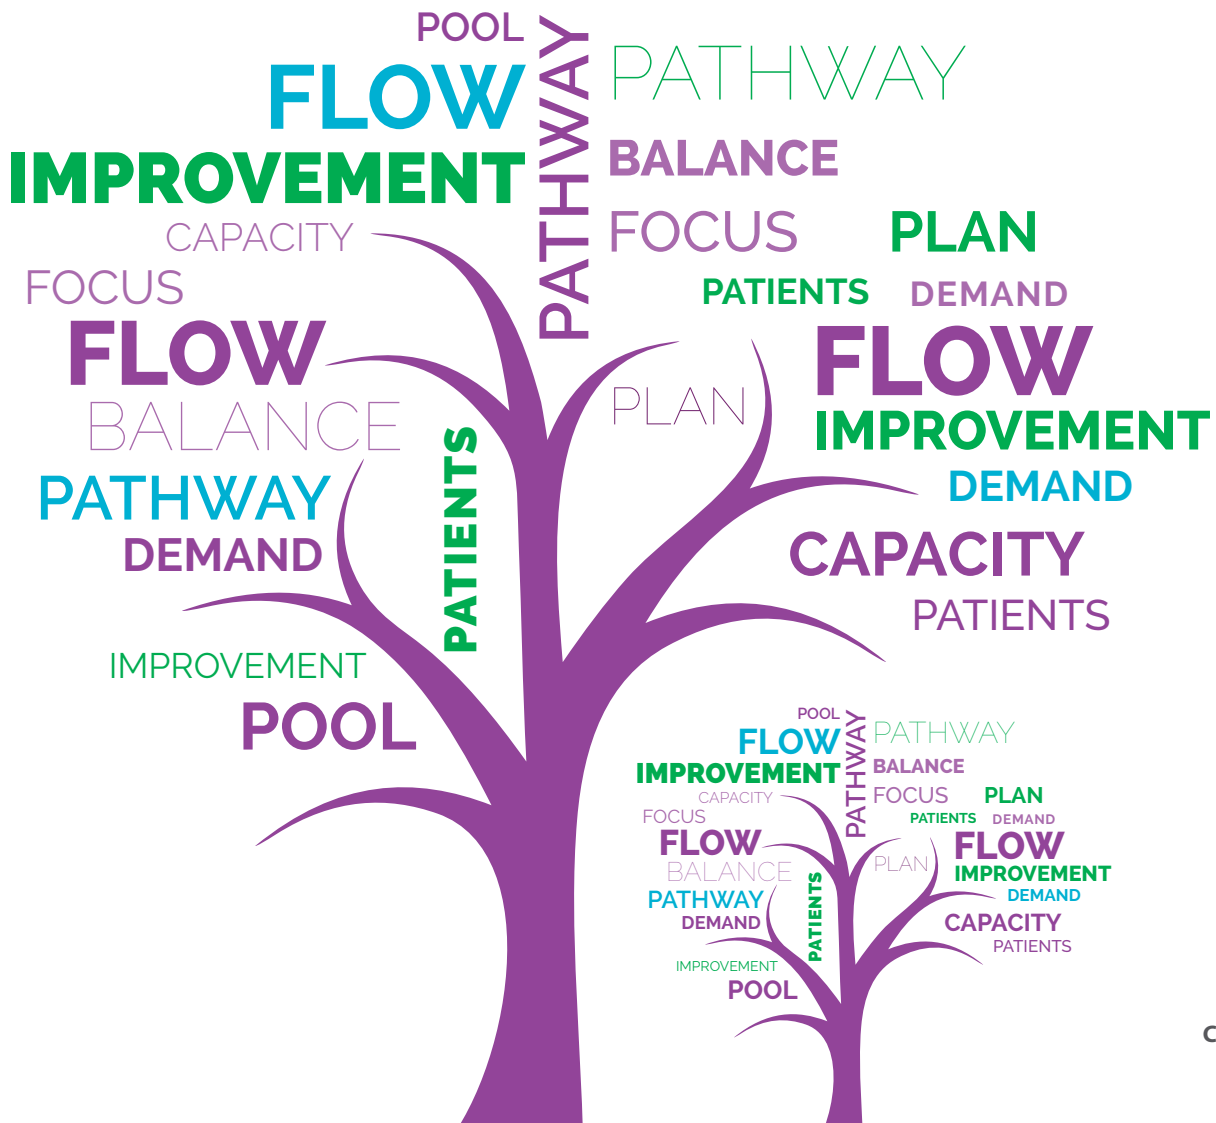 POOL
FLOW
IMPROVEMENT
PATHWAY
PATHWAY
BALANCE
FOCUS
PLAN
PATIENTS
DEMAND
CAPACITY
FOCUS
FLOW
BALANCE
PATHWAY
DEMAND
PATIENTS
PLAN
FLOW
IMPROVEMENT
DEMAND
CAPACITY
PATIENTS
IMPROVEMENT
POOL
POOL
FLOW
IMPROVEMENT
PATHWAY
PATHWAY
BALANCE
FOCUS
PLAN
PATIENTS
DEMAND
CAPACITY
FOCUS
FLOW
BALANCE
PATHWAY
DEMAND
PATIENTS
PLAN
FLOW
IMPROVEMENT
DEMAND
CAPACITY
PATIENTS
IMPROVEMENT
POOL
C